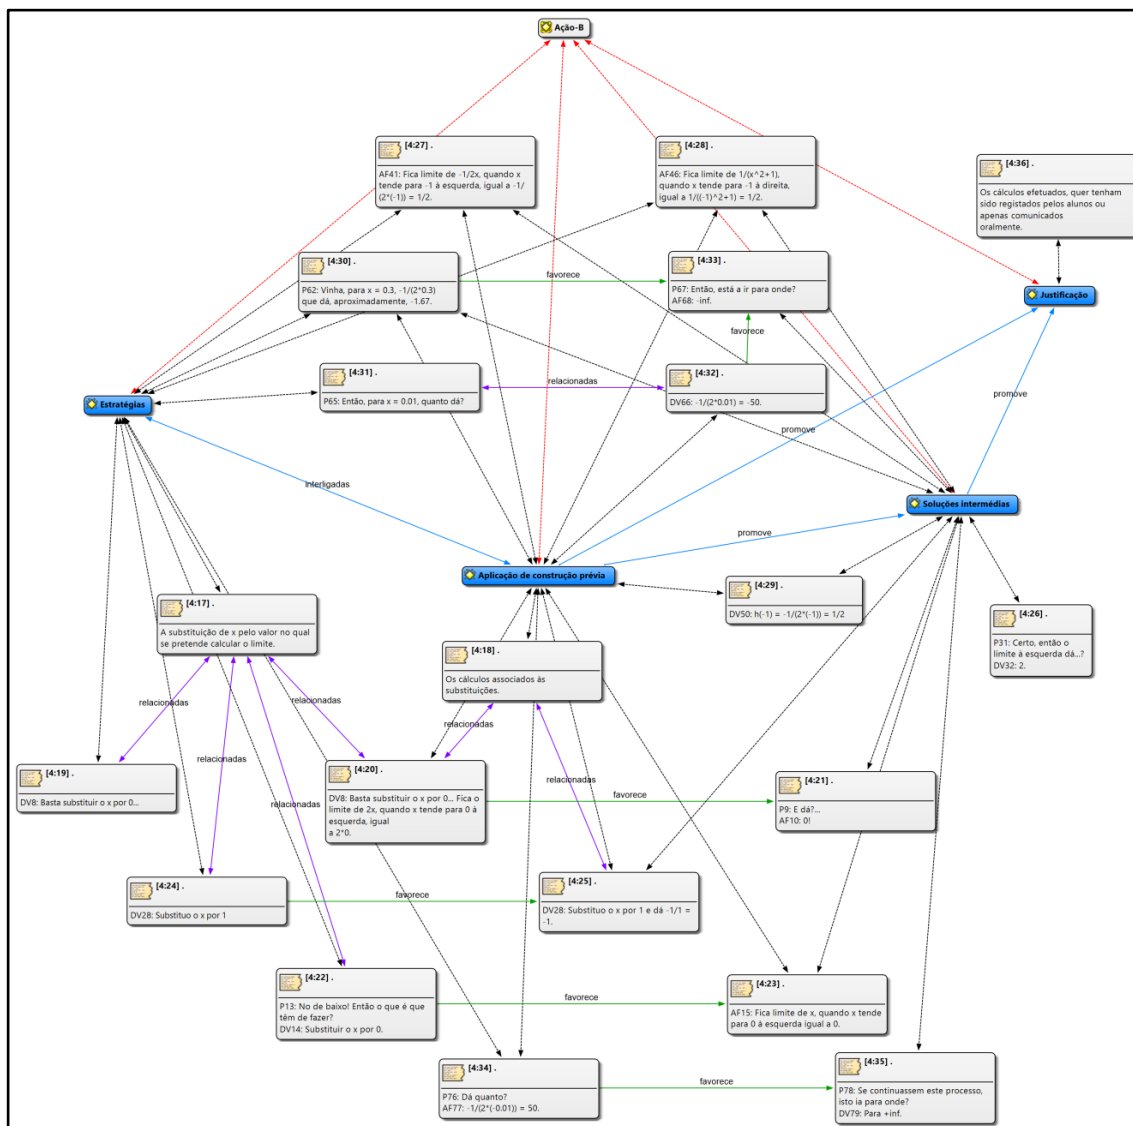 Ação-B
[4:27] .
AF41: Fica limite de -1/2x, quando x
tende para -1 à esquerda, igual a -1/
(2*(-1)) = 1/2.
[4:28] .
AF46: Fica limite de 1/(x^2+1),
quando x tende para -1 à direita,
igual a 1/((-1)^2+1) = 1/2.
[4:36] .
Os cálculos efetuados, quer tenham
sido registados pelos alunos ou
apenas comunicados
oralmente.
[4:30] .
P62: Vinha, para x = 0.3, -1/(2*0.3)
que dá, aproximadamente, -1.67.
favorece
[4:33] .
P67: Então, está a ir para onde?
AF68: -inf.
Justificação
favorece
[4:31] .
P65: Então, para x = 0.01, quanto dá?
relacionadas
[4:32] .
DV66: -1/(2*0.01) = -50.
Estratégias
promove
promove
interligadas
Soluções intermédias
promove
Aplicação de construção prévia
[4:29] .
DV50: h(-1) = -1/(2*(-1)) = 1/2
[4:17] .
A substituição de x pelo valor no qual
se pretende calcular o limite.
[4:26] .
P31: Certo, então o
limite à esquerda dá...?
DV32: 2.
[4:18] .
Os cálculos associados às
substituições.
relacionadas
relacionadas
relacionadas
relacionadas
relacionadas
relacionadas
[4:19] .
DV8: Basta substituir o x por 0...
[4:20] .
DV8: Basta substituir o x por 0... Fica o
limite de 2x, quando x tende para 0 à
esquerda, igual
a 2*0.
favorece
[4:21] .
P9: E dá?...
AF10: 0!
[4:24] .
DV28: Substituo o x por 1
favorece
[4:25] .
DV28: Substituo o x por 1 e dá -1/1 =
-1.
[4:22] .
P13: No de baixo! Então o que é que
têm de fazer?
DV14: Substituir o x por 0.
favorece
[4:23] .
AF15: Fica limite de x, quando x tende
para 0 à esquerda igual a 0.
[4:34] .
P76: Dá quanto?
AF77: -1/(2*(-0.01)) = 50.
favorece
[4:35] .
P78: Se continuassem este processo,
isto ia para onde?
DV79: Para +inf.